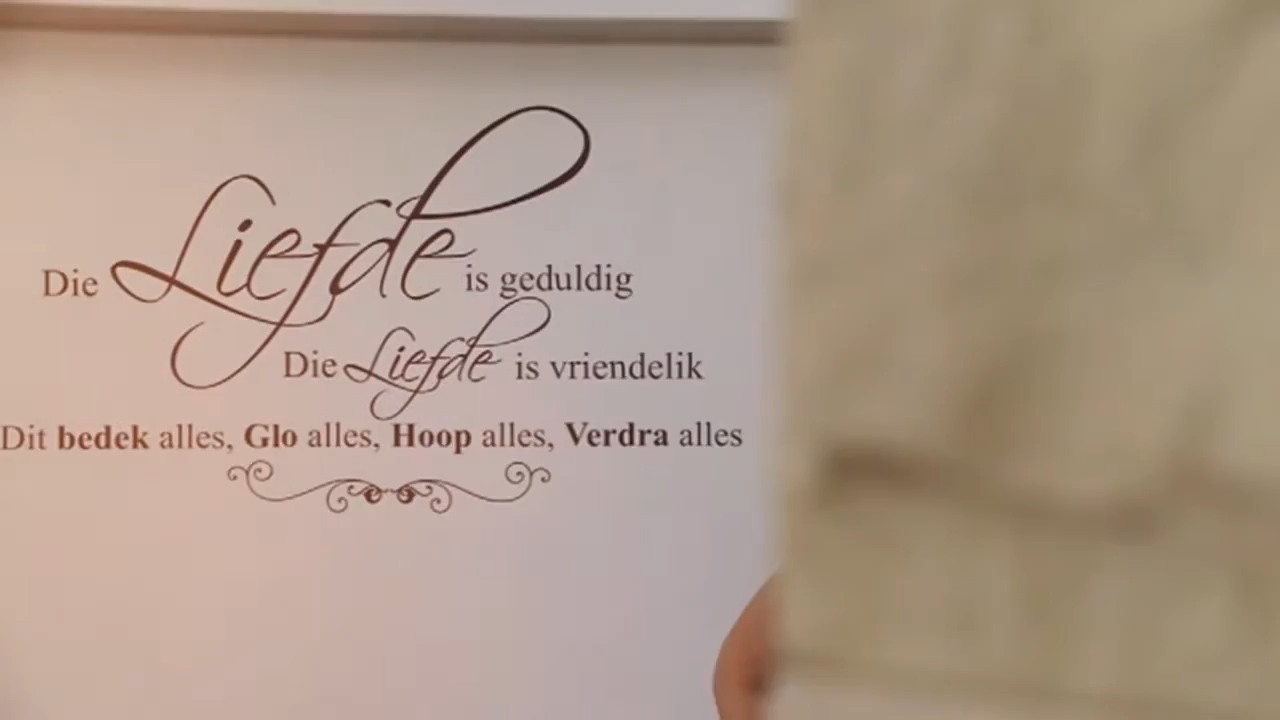 Die Liefde is geduldig
Die Liefde is vriendelik
Dit bedek alles, Glo alles, Hoop alles, Verdra alles